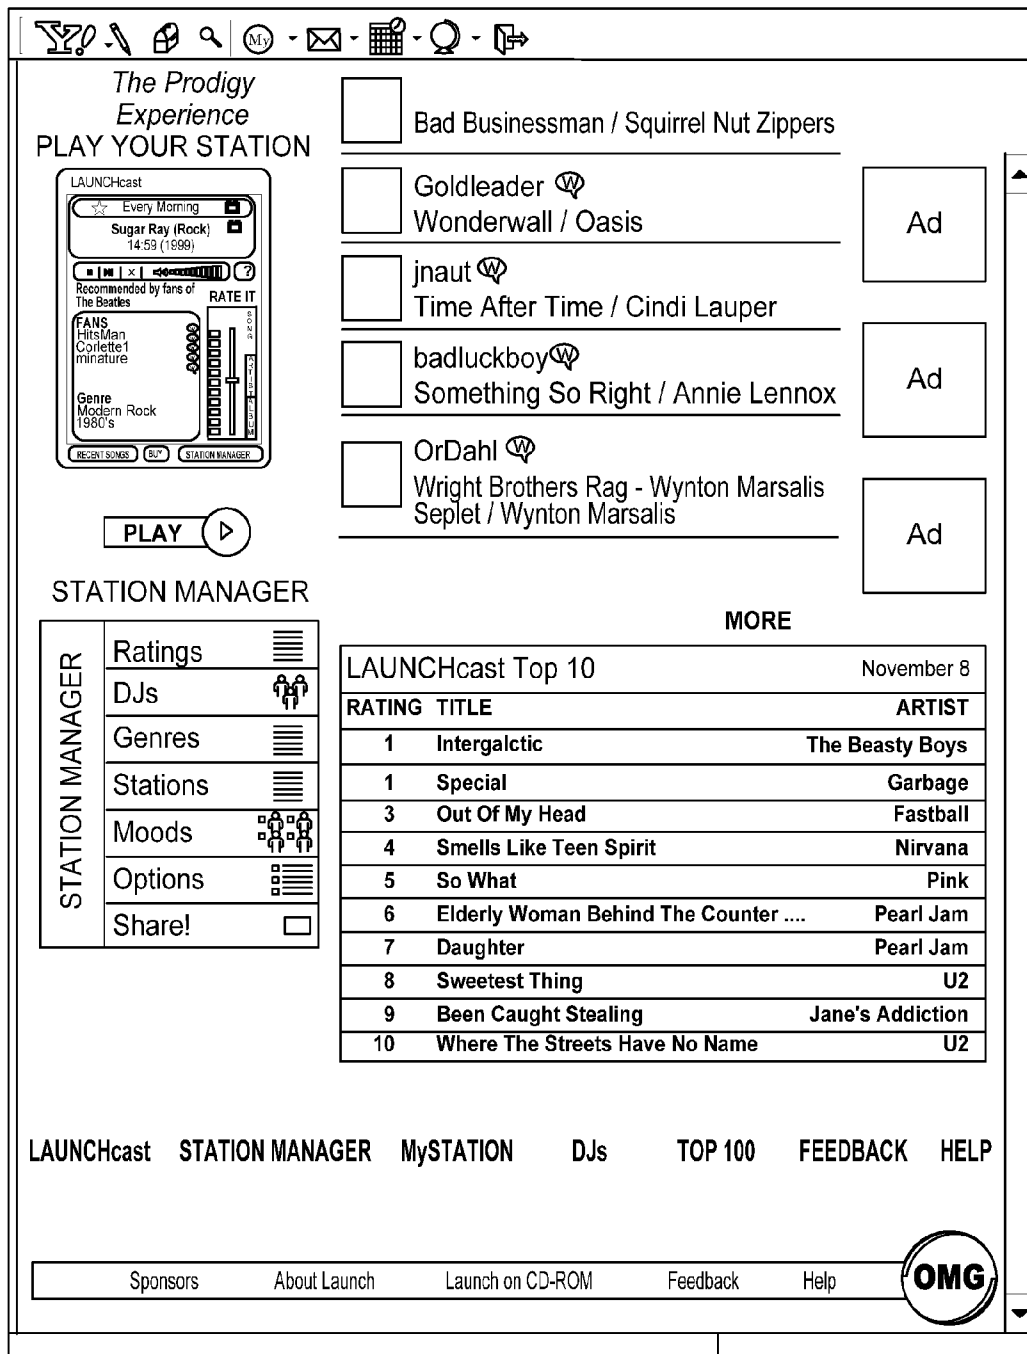 Y!
My
The Prodigy
Experience
PLAY YOUR STATION
LAUNCHcast
Every Morning
Sugar Ray (Rock)
14:59 (1999)
X
?
Recommended by fans of
The Beatles
RATE IT
FANS
HitsMan
Corlette1
minature
Genre
Modern Rock
1980's
SONG
ARTIST
ALBUM
RECENT SONGS
BUY
STATION MANAGER
PLAY
Bad Businessman / Squirrel Nut Zippers
Goldleader W
Wonderwall / Oasis
jnaut W
Time After Time / Cindi Lauper
badluckboy W
Something So Right / Annie Lennox
OrDahl W
Wright Brothers Rag - Wynton Marsalis
Seplet / Wynton Marsalis
Ad
Ad
Ad
MORE
STATION MANAGER
STATION MANAGER
Ratings
DJs
Genres
Stations
Moods
Options
Share!
LAUNCHcast Top 10 November 8
RATING TITLE ARTIST
1 Intergalctic The Beasty Boys
1 Special Garbage
3 Out Of My Head Fastball
4 Smells Like Teen Spirit Nirvana
5 So What Pink
6 Elderly Woman Behind The Counter .... Pearl Jam
7 Daughter Pearl Jam
8 Sweetest Thing U2
9 Been Caught Stealing Jane's Addiction
10 Where The Streets Have No Name U2
LAUNCHcast STATION MANAGER MySTATION DJs TOP 100 FEEDBACK HELP
Sponsors About Launch Launch on CD-ROM Feedback Help
OMG